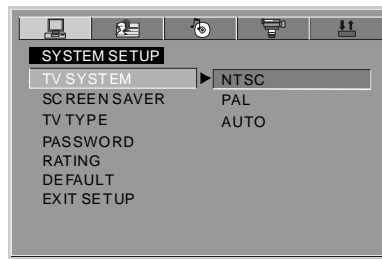 SYSTEM SETUP
TV SYSTEM NTSC
SCREEN SAVER PAL
TV TYPE AUTO
PASSWORD
RATING
DEFAULT
EXIT SETUP